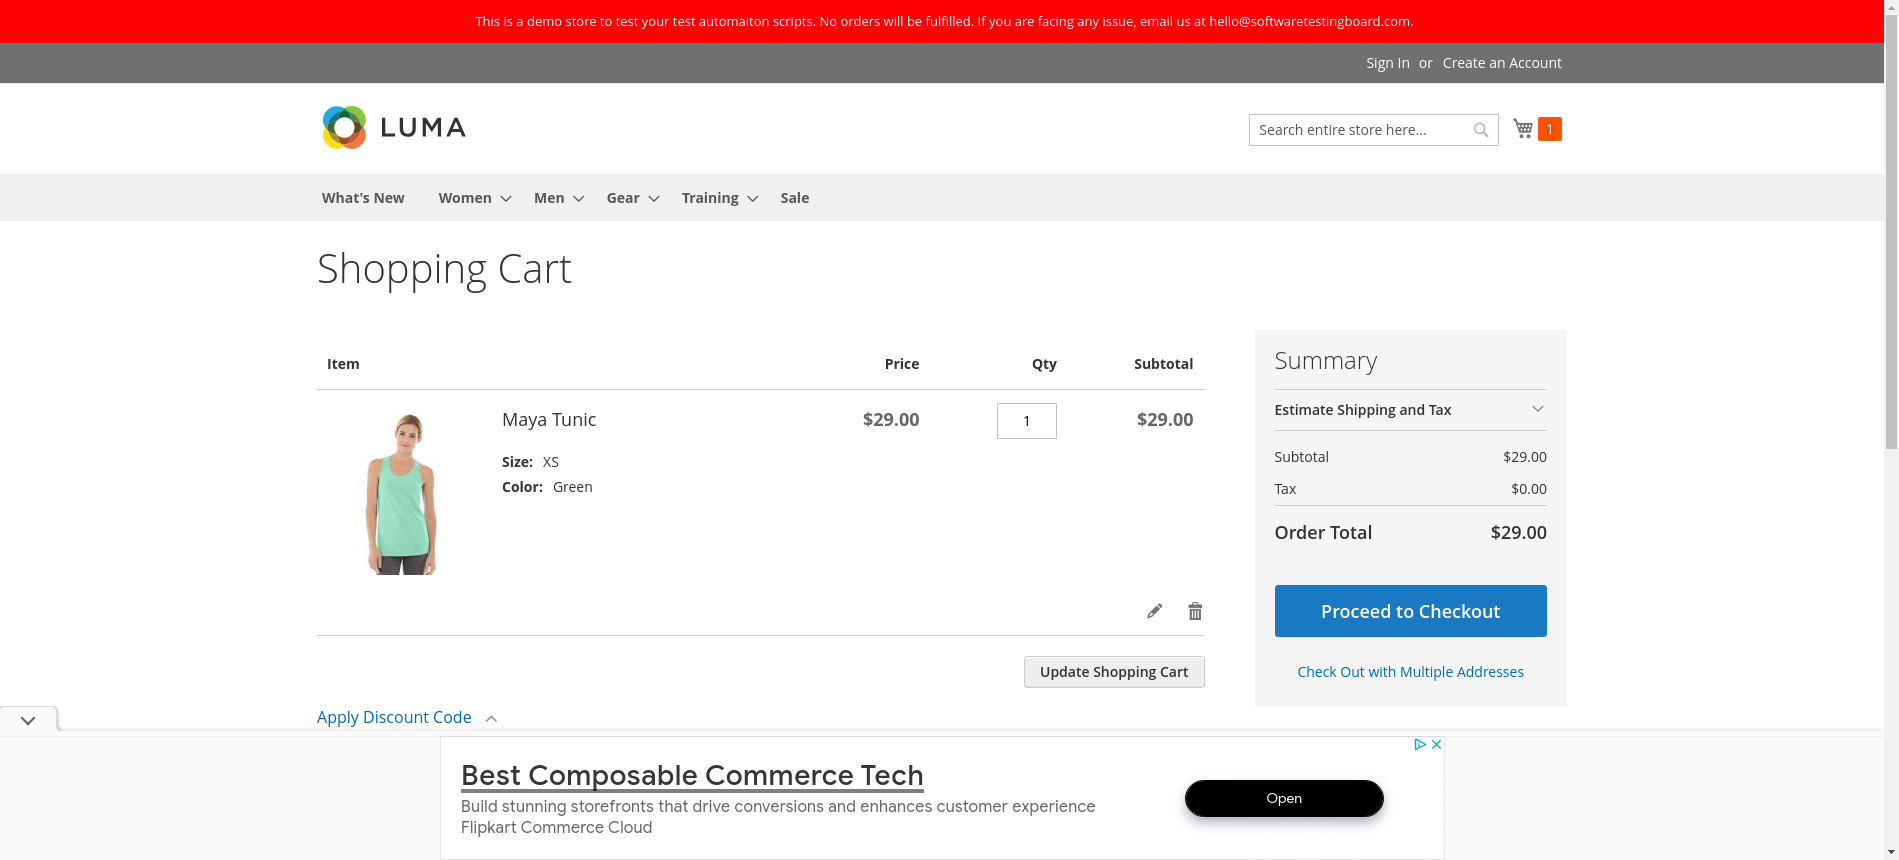 This is a demo store to test your test automaiton scripts. No orders will be fulfilled. If you are facing any issue, email us at hello@softwaretestingboard.com.
Sign In or Create an Account
LUMA
Search entire store here...
1
What's New Women Men Gear Training Sale
Shopping Cart
Item Price Qty Subtotal
Maya Tunic $29.00 1 $29.00
Size: XS
Color: Green
Update Shopping Cart
Apply Discount Code
Summary
Estimate Shipping and Tax
Subtotal $29.00
Tax $0.00
Order Total $29.00
Proceed to Checkout
Check Out with Multiple Addresses
Best Composable Commerce Tech
Build stunning storefronts that drive conversions and enhances customer experience
Flipkart Commerce Cloud
Open